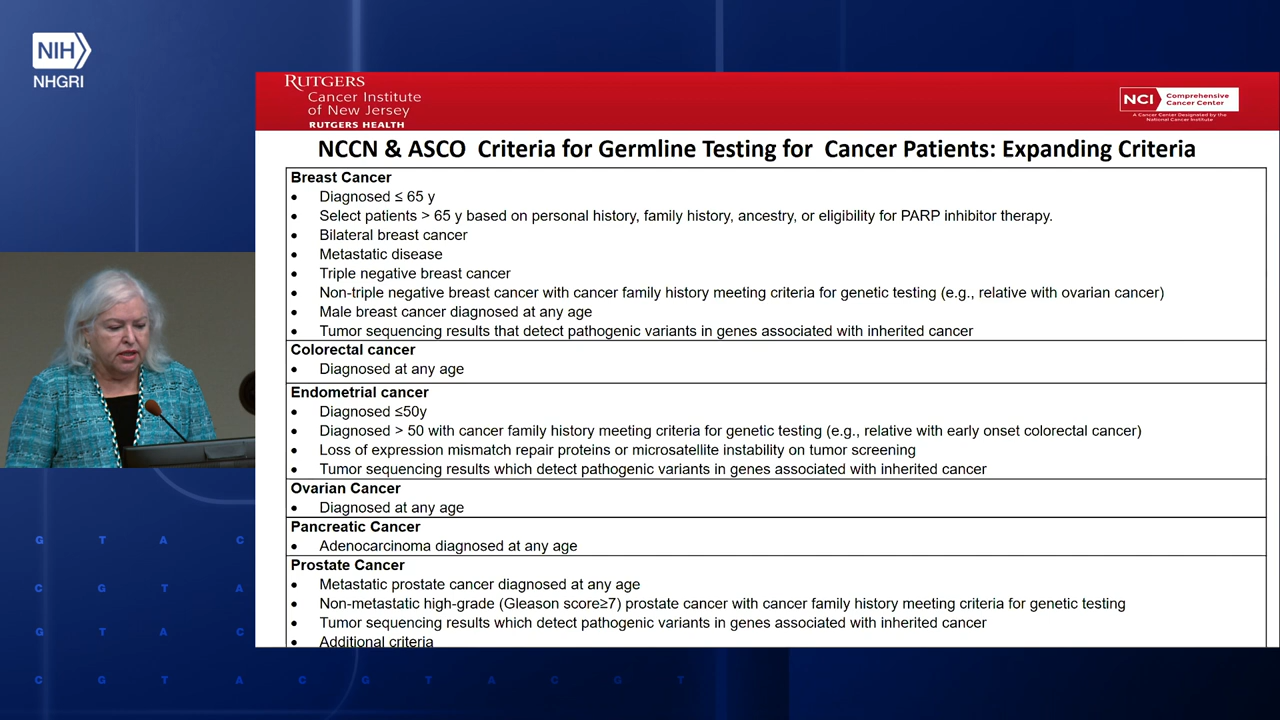 NIH
NHGRI
RUTGERS
Cancer Institute
of New Jersey
RUTGERS HEALTH
NCI Comprehensive
Cancer Center
A Cancer Center Designated by the
National Cancer Institute
NCCN & ASCO Criteria for Germline Testing for Cancer Patients: Expanding Criteria
Breast Cancer
• Diagnosed ≤ 65 y
• Select patients > 65 y based on personal history, family history, ancestry, or eligibility for PARP inhibitor therapy.
• Bilateral breast cancer
• Metastatic disease
• Triple negative breast cancer
• Non-triple negative breast cancer with cancer family history meeting criteria for genetic testing (e.g., relative with ovarian cancer)
• Male breast cancer diagnosed at any age
• Tumor sequencing results that detect pathogenic variants in genes associated with inherited cancer
Colorectal cancer
• Diagnosed at any age
Endometrial cancer
• Diagnosed ≤50y
• Diagnosed > 50 with cancer family history meeting criteria for genetic testing (e.g., relative with early onset colorectal cancer)
• Loss of expression mismatch repair proteins or microsatellite instability on tumor screening
• Tumor sequencing results which detect pathogenic variants in genes associated with inherited cancer
Ovarian Cancer
• Diagnosed at any age
Pancreatic Cancer
• Adenocarcinoma diagnosed at any age
Prostate Cancer
• Metastatic prostate cancer diagnosed at any age
• Non-metastatic high-grade (Gleason score≥7) prostate cancer with cancer family history meeting criteria for genetic testing
• Tumor sequencing results which detect pathogenic variants in genes associated with inherited cancer
• Additional criteria
G T A C
C G T A
G T A C
C G T A C G T A C G T